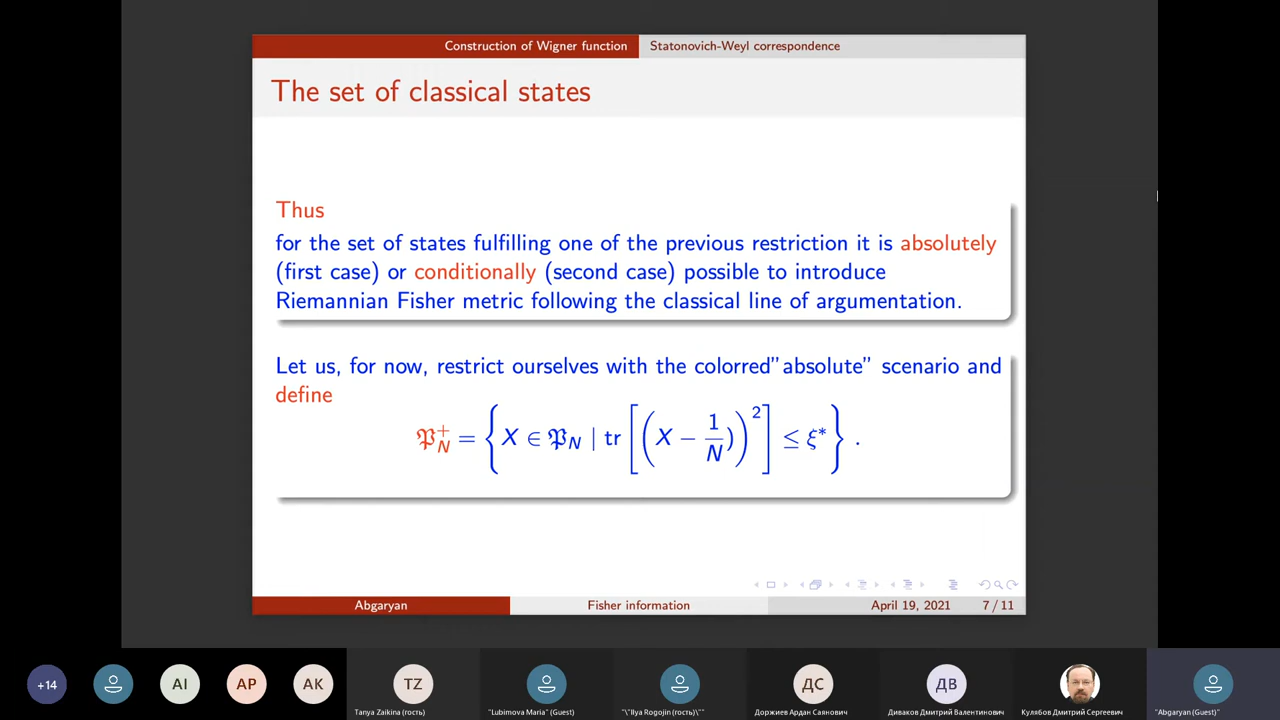 Construction of Wigner function Statonovich-Weyl correspondence
The set of classical states
Thus
for the set of states fulfilling one of the previous restriction it is absolutely
(first case) or conditionally (second case) possible to introduce
Riemannian Fisher metric following the classical line of argumentation.
Let us, for now, restrict ourselves with the colorred"absolute" scenario and
define
𝔓_N^+ = { X ∈ 𝔓_N | tr [ ( X − 1/N) )^2 ] ≤ ξ* } .
Abgaryan Fisher information April 19, 2021 7 / 11
+14 AI AP AK TZ ДС ДВ
Tanya Zaikina (гость) "Lubimova Maria" (Guest) "\"Ilya Rogojin (гость)\"" Доржиев Ардан Саянович Диваков Дмитрий Валентинович Кулябов Дмитрий Сергеевич "Abgaryan (Guest)"